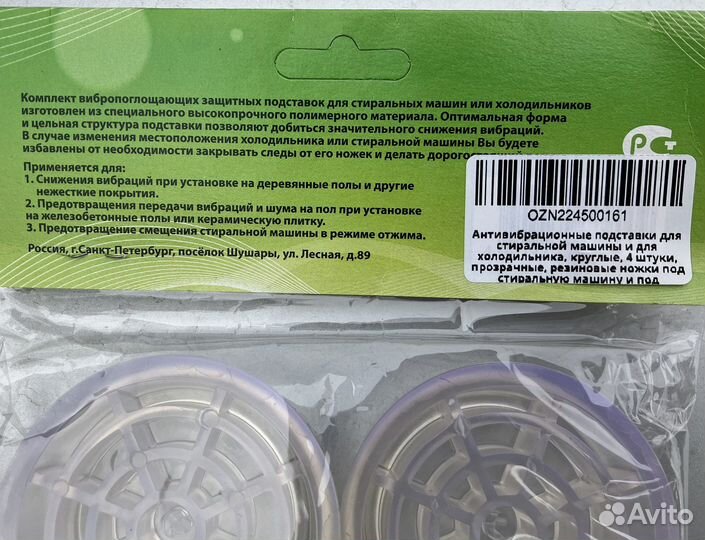 Комплект вибропоглощающих защитных подставок для стиральных машин или холодильников
изготовлен из специального высокопрочного полимерного материала. Оптимальная форма
и цельная структура подставки позволяют добиться значительного снижения вибраций.
В случае изменения местоположения холодильника или стиральной машины Вы будете
избавлены от необходимости закрывать следы от его ножек и делать
Применяется для:
1. Снижения вибраций при установке на деревянные полы и другие
нежесткие покрытия.
2. Предотвращения передачи вибраций и шума на пол при установке
на железобетонные полы или керамическую плитку.
3. Предотвращение смещения стиральной машины в режиме отжима.
Россия, г.Санкт-Петербург, посёлок Шушары, ул. Лесная, д.89
РСТ
OZN224500161
Антивибрационные подставки для
стиральной машины и для
холодильника, круглые, 4 штуки,
прозрачные, резиновые ножки под
стиральную машину и под
Avito